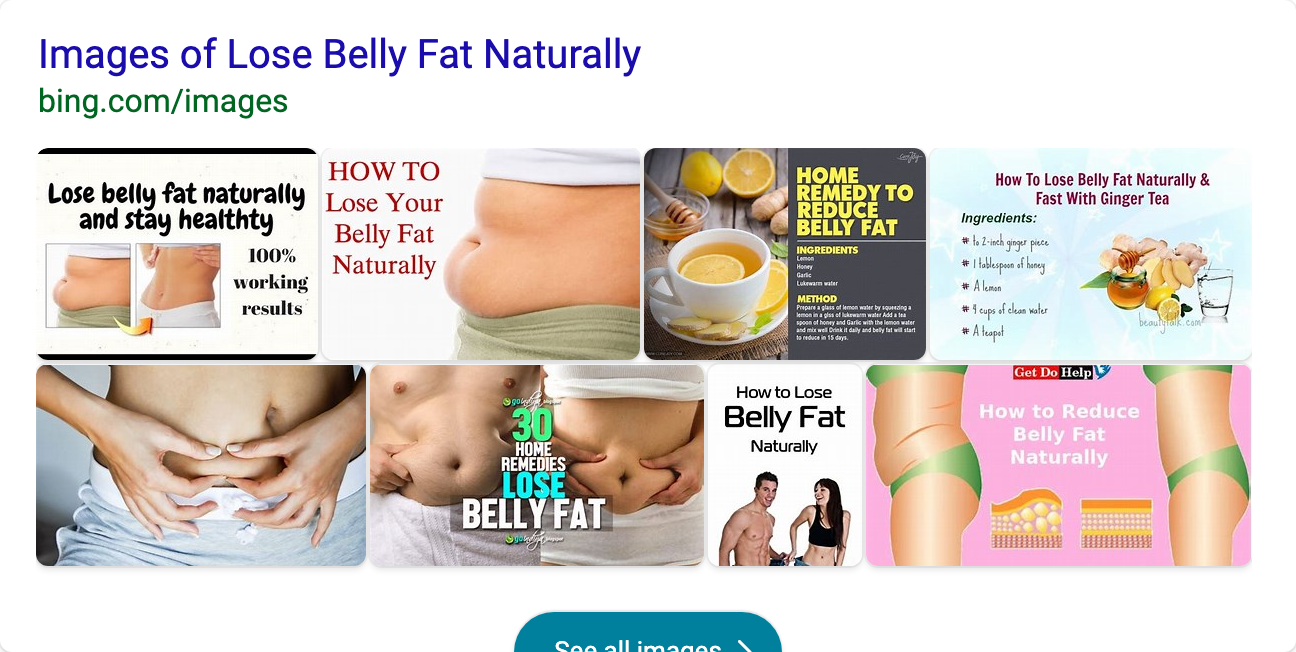 Images of Lose Belly Fat Naturally
bing.com/images
Lose belly fat naturally
and stay healthty
100%
working
results
HOW TO
Lose Your
Belly Fat
Naturally
HOME
REMEDY TO
REDUCE
BELLY FAT
INGREDIENTS
Lemon
Honey
Garlic
Lukewarm water
METHOD
Prepare a glass of lemon water by squeezing a
lemon in a glss of lukewarm water Add a tea
spoon of honey and Garlic with the lemon water
and mix well Drink it daily and belly fat will start
to reduce in 15 days.
How To Lose Belly Fat Naturally &
Fast With Ginger Tea
Ingredients:
# to 2-inch ginger piece
# 1 tablespoon of honey
# A lemon
# 4 cups of clean water
# A teapot
beautytalk.com
30
HOME
REMEDIES
LOSE
BELLY FAT
How to Lose
Belly Fat
Naturally
Get Do Help
How to Reduce
Belly Fat
Naturally
See all images